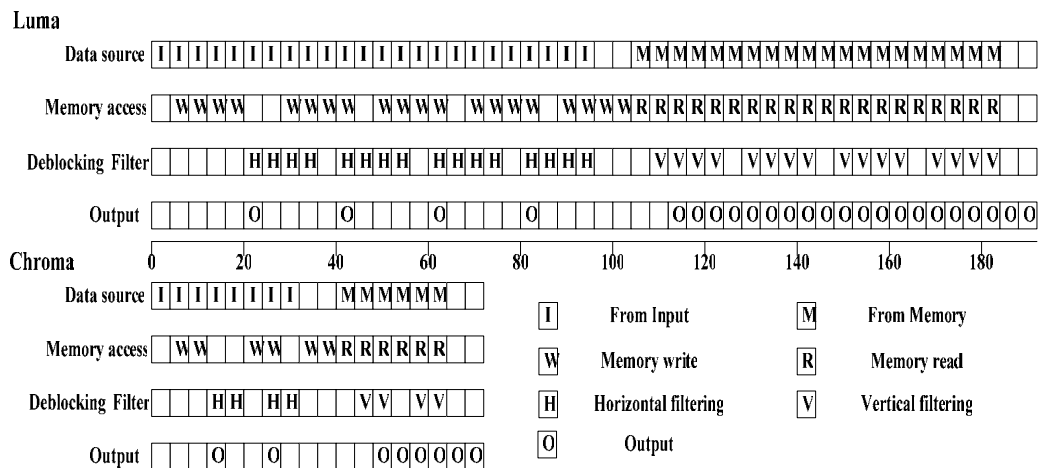 Luma
Data source I I I I I I I I I I I I I I I I I I I I I I I I M M M M M M M M M M M M M M M M M M M M
Memory access W W W W W W W W W W W W W W W W W W W W R R R R R R R R R R R R R R R R R R R R
Deblocking Filter H H H H H H H H H H H H H H H H V V V V V V V V V V V V V V V V
Output O O O O O O O O O O O O O O O O O O O O O O O O
Chroma 0 20 40 60 80 100 120 140 160 180
Data source I I I I I I I I M M M M M M
Memory access W W W W W W R R R R R R
Deblocking Filter H H H H V V V V
Output O O O O O O O O
I From Input
M From Memory
W Memory write
R Memory read
H Horizontal filtering
V Vertical filtering
O Output